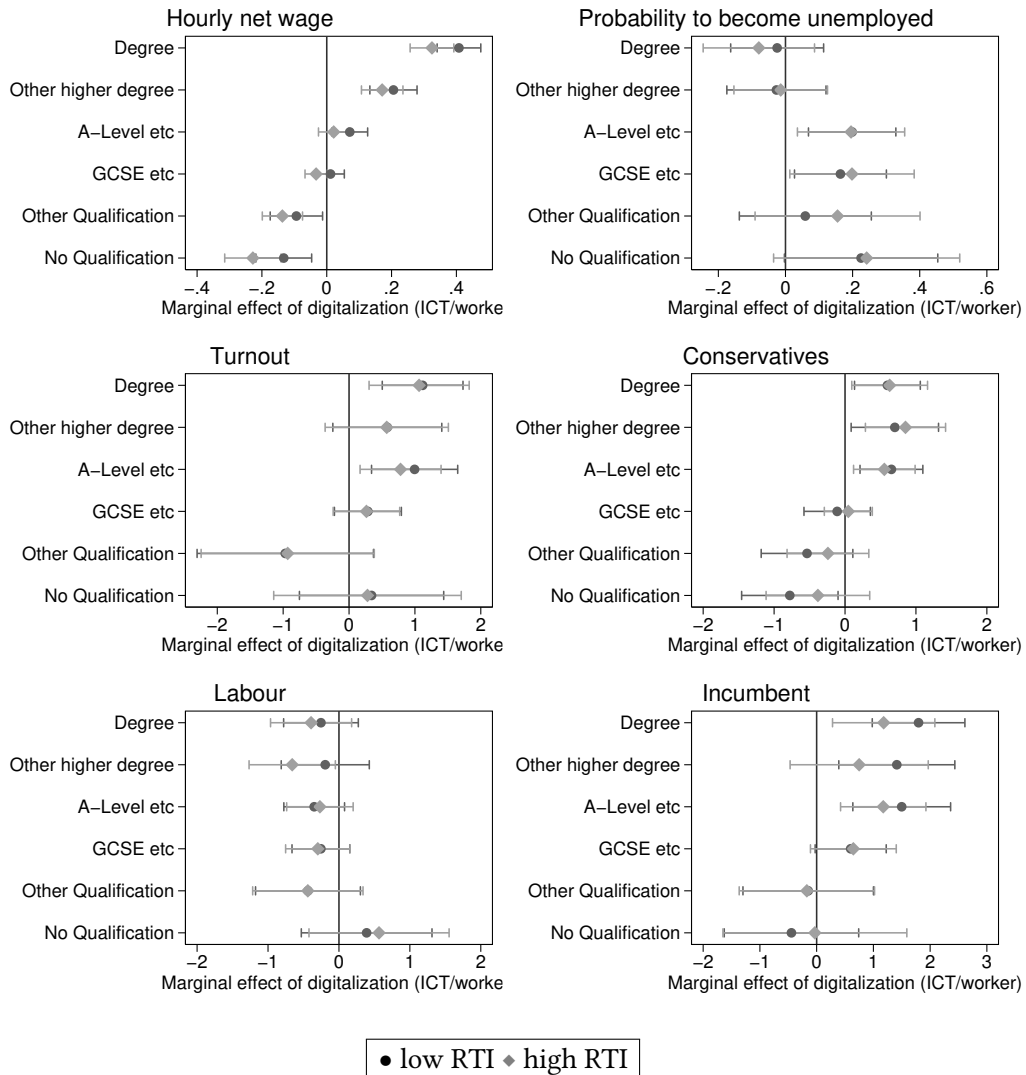 Hourly net wage
Degree
Other higher degree
A−Level etc
GCSE etc
Other Qualification
No Qualification
−.4 −.2 0 .2 .4
Marginal effect of digitalization (ICT/worke
Probability to become unemployed
Degree
Other higher degree
A−Level etc
GCSE etc
Other Qualification
No Qualification
−.2 0 .2 .4 .6
Marginal effect of digitalization (ICT/worker)
Turnout
Degree
Other higher degree
A−Level etc
GCSE etc
Other Qualification
No Qualification
−2 −1 0 1 2
Marginal effect of digitalization (ICT/worke
Conservatives
Degree
Other higher degree
A−Level etc
GCSE etc
Other Qualification
No Qualification
−2 −1 0 1 2
Marginal effect of digitalization (ICT/worker)
Labour
Degree
Other higher degree
A−Level etc
GCSE etc
Other Qualification
No Qualification
−2 −1 0 1 2
Marginal effect of digitalization (ICT/worke
Incumbent
Degree
Other higher degree
A−Level etc
GCSE etc
Other Qualification
No Qualification
−2 −1 0 1 2 3
Marginal effect of digitalization (ICT/worker)
low RTI high RTI